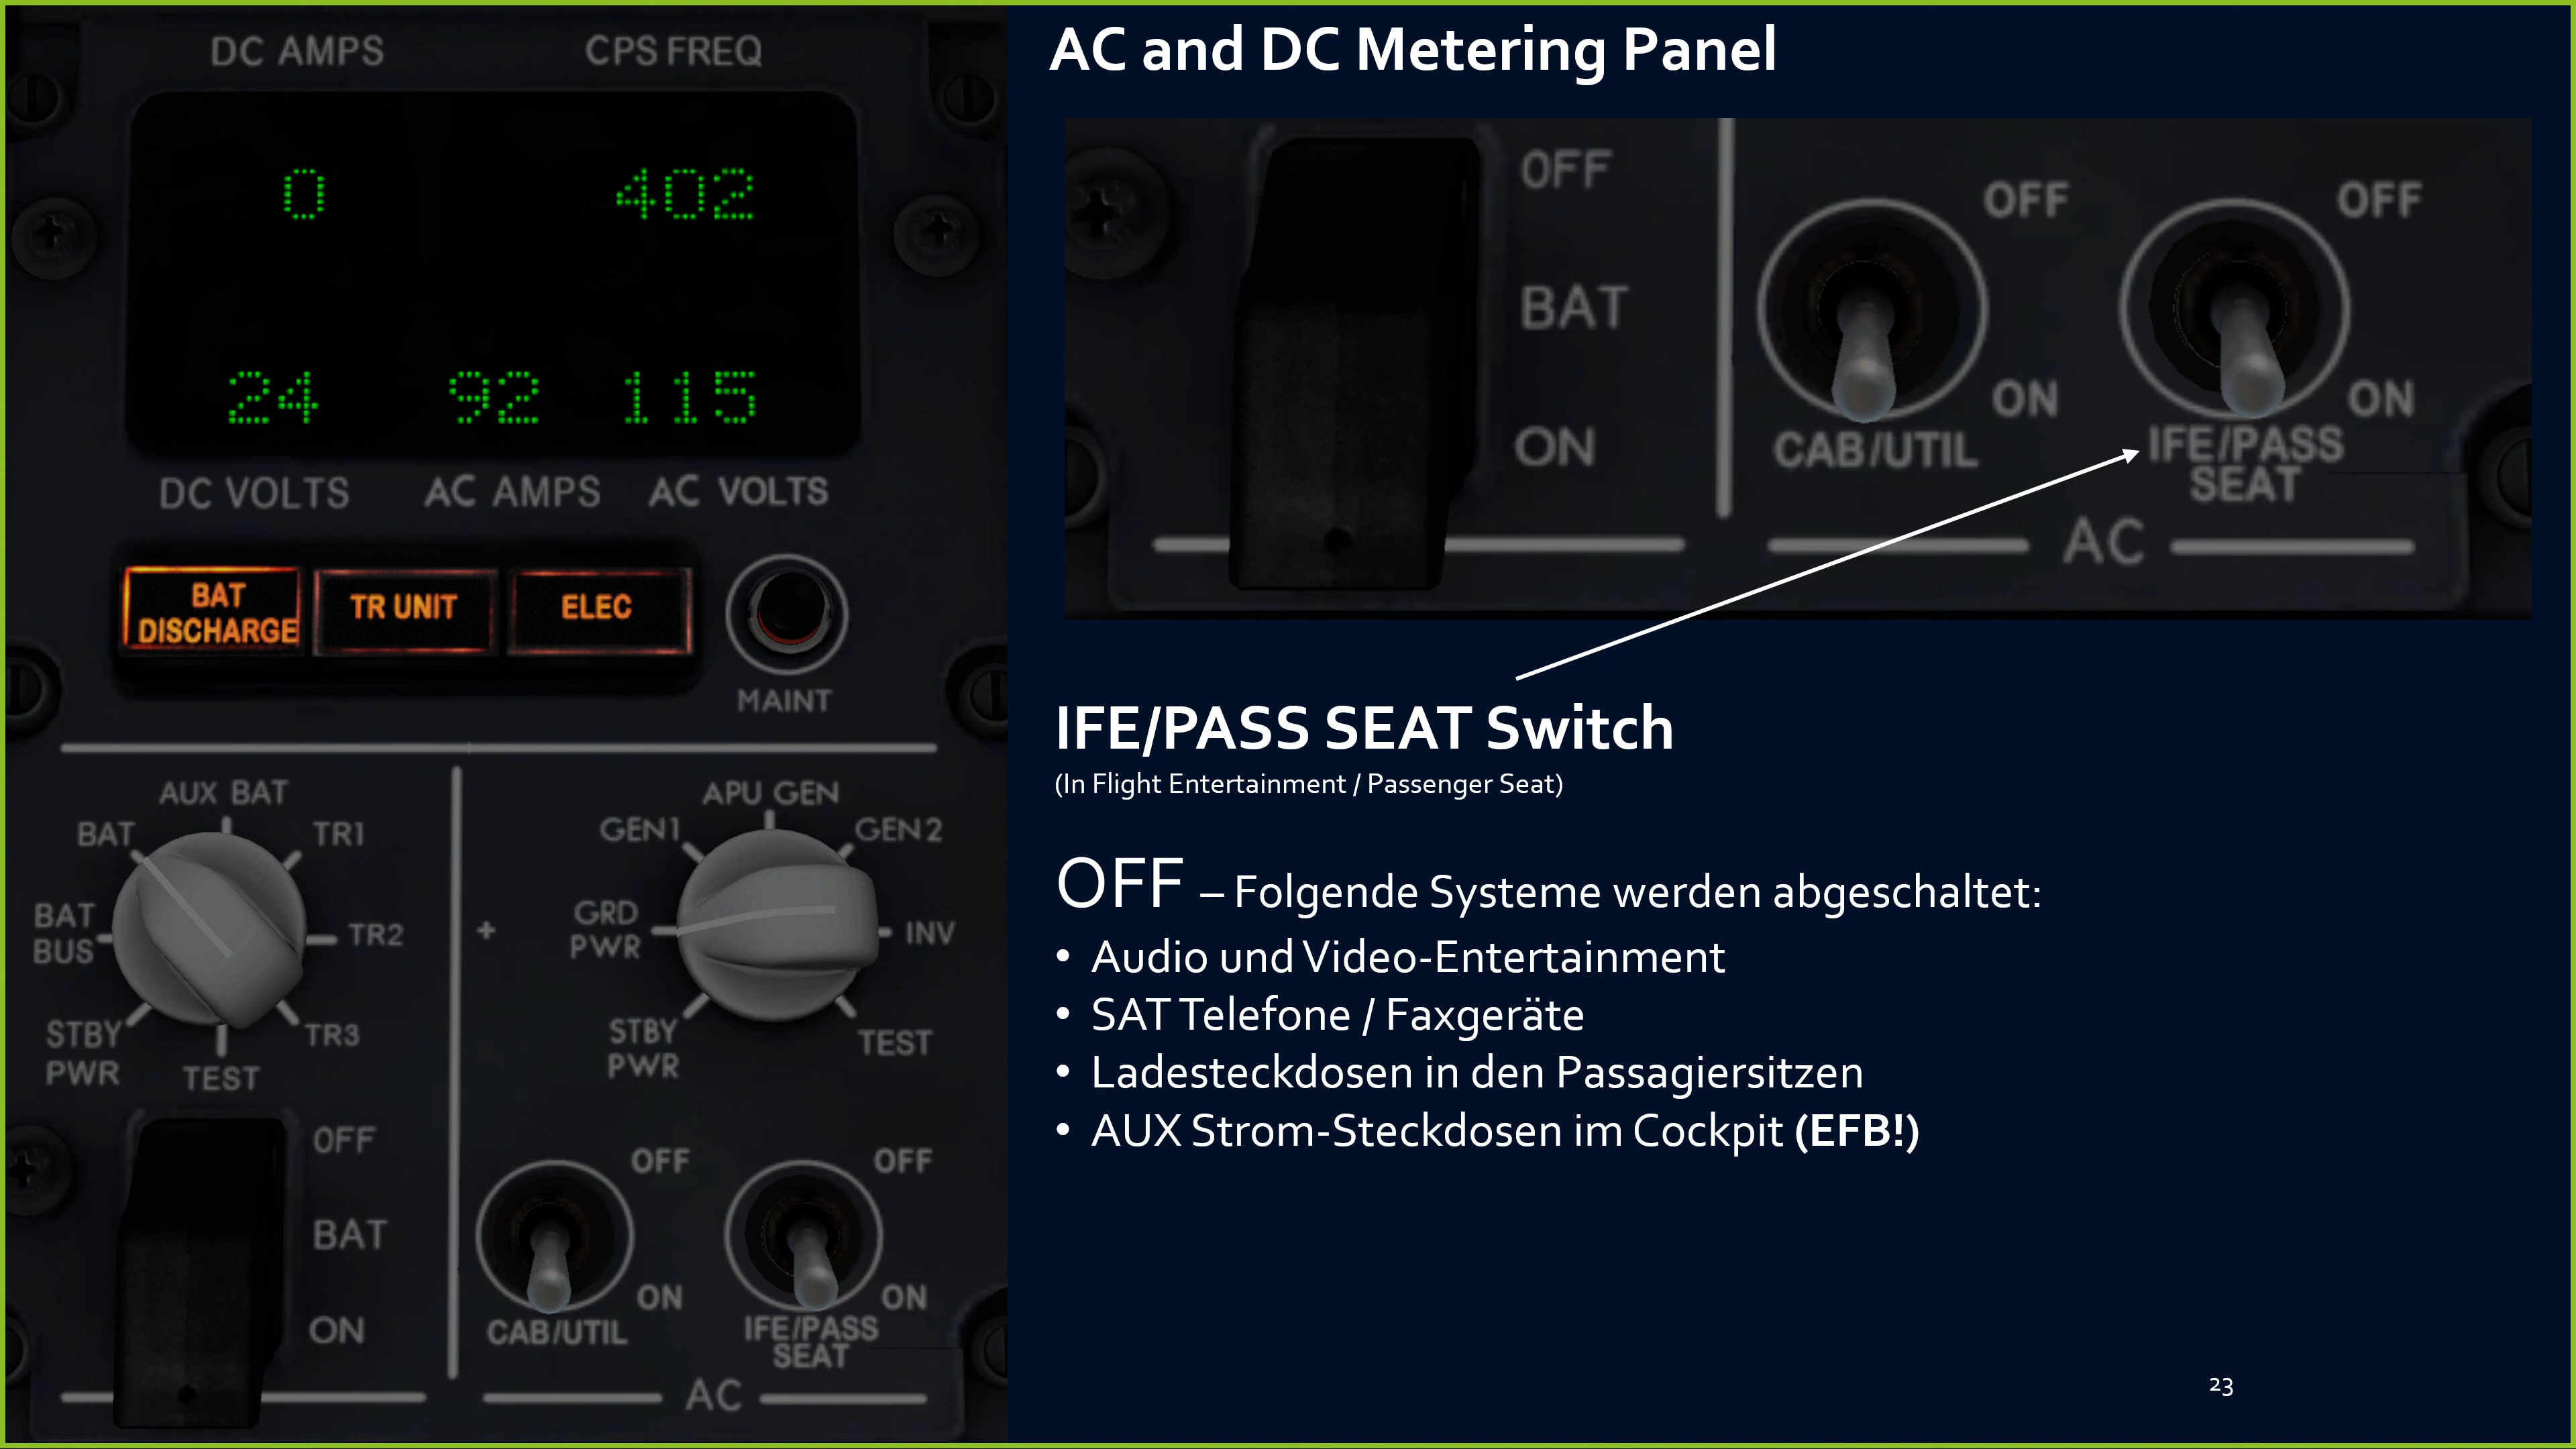 DC AMPS CPS FREQ
0 402
24 92 115
DC VOLTS AC AMPS AC VOLTS
BAT DISCHARGE
TR UNIT
ELEC
MAINT
AUX BAT
BAT
TR1
BAT BUS
TR2
STBY PWR
TR3
TEST
+
APU GEN
GEN1
GEN2
GRD PWR
INV
STBY PWR
TEST
OFF
BAT
ON
OFF
ON
CAB/UTIL
OFF
ON
IFE/PASS
SEAT
AC
AC and DC Metering Panel
OFF
BAT
ON
OFF
ON
CAB/UTIL
OFF
ON
IFE/PASS
SEAT
AC
IFE/PASS SEAT Switch
(In Flight Entertainment / Passenger Seat)
OFF – Folgende Systeme werden abgeschaltet:
• Audio und Video-Entertainment
• SAT Telefone / Faxgeräte
• Ladesteckdosen in den Passagiersitzen
• AUX Strom-Steckdosen im Cockpit (EFB!)
23